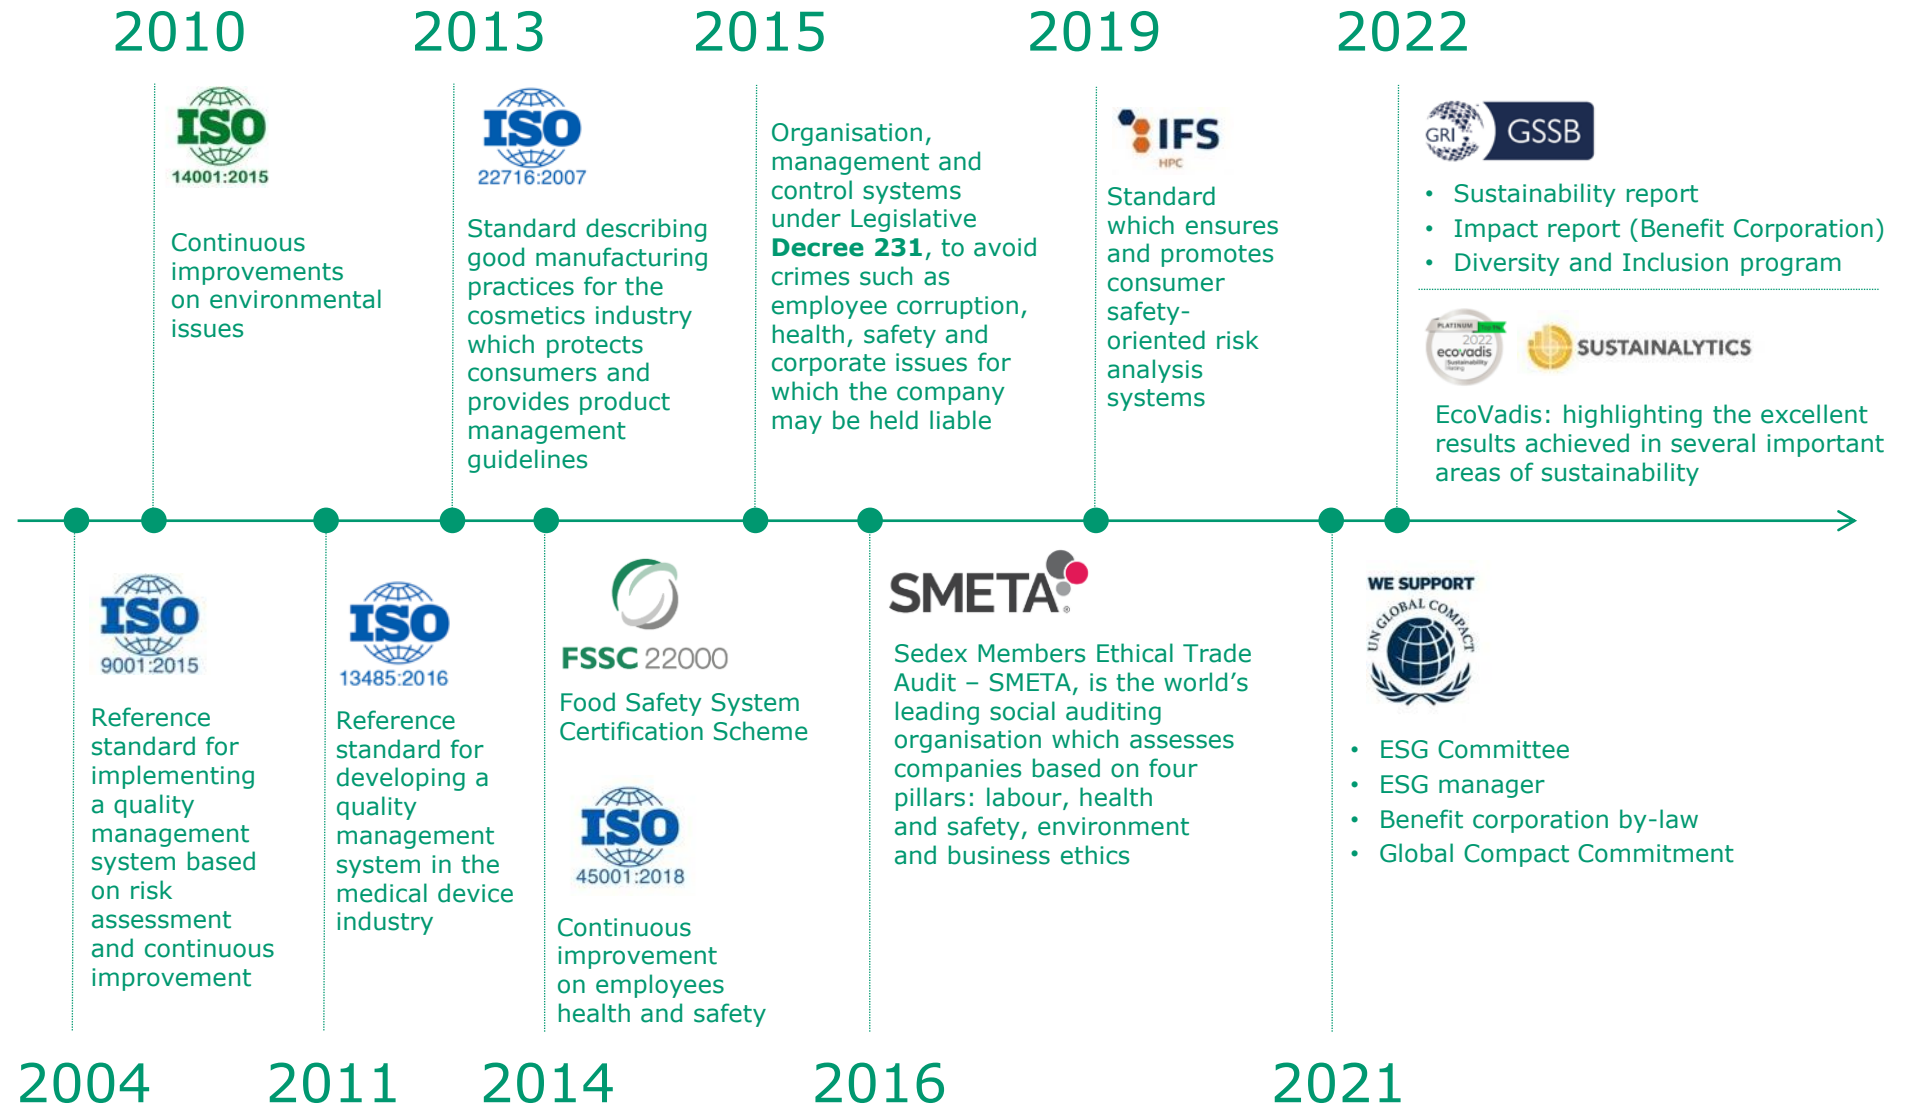 2010
2013
2015
2019
2022
ISO
14001:2015
Continuous
improvements
on environmental
issues
ISO
22716:2007
Standard describing
good manufacturing
practices for the
cosmetics industry
which protects
consumers and
provides product
management
guidelines
Organisation,
management and
control systems
under Legislative
Decree 231, to avoid
crimes such as
employee corruption,
health, safety and
corporate issues for
which the company
may be held liable
IFS
HPC
Standard
which ensures
and promotes
consumer
safety-
oriented risk
analysis
systems
GRI
GSSB
• Sustainability report
• Impact report (Benefit Corporation)
• Diversity and Inclusion program
PLATINUM
2022
ecovadis
Sustainability
Rating
SUSTAINALYTICS
EcoVadis: highlighting the excellent
results achieved in several important
areas of sustainability
ISO
9001:2015
Reference
standard for
implementing
a quality
management
system based
on risk
assessment
and continuous
improvement
ISO
13485:2016
Reference
standard for
developing a
quality
management
system in the
medical device
industry
FSSC 22000
Food Safety System
Certification Scheme
ISO
45001:2018
Continuous
improvement
on employees
health and safety
SMETA®
Sedex Members Ethical Trade
Audit – SMETA, is the world's
leading social auditing
organisation which assesses
companies based on four
pillars: labour, health
and safety, environment
and business ethics
WE SUPPORT
UN GLOBAL COMPACT
• ESG Committee
• ESG manager
• Benefit corporation by-law
• Global Compact Commitment
2004
2011
2014
2016
2021